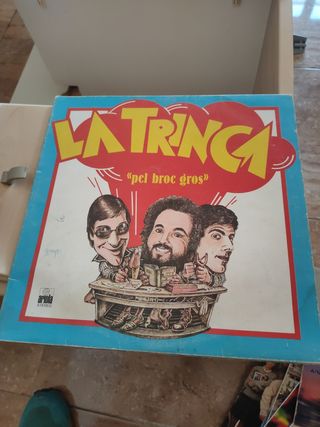 LA TRINCA
«pel broc gros»
ariola